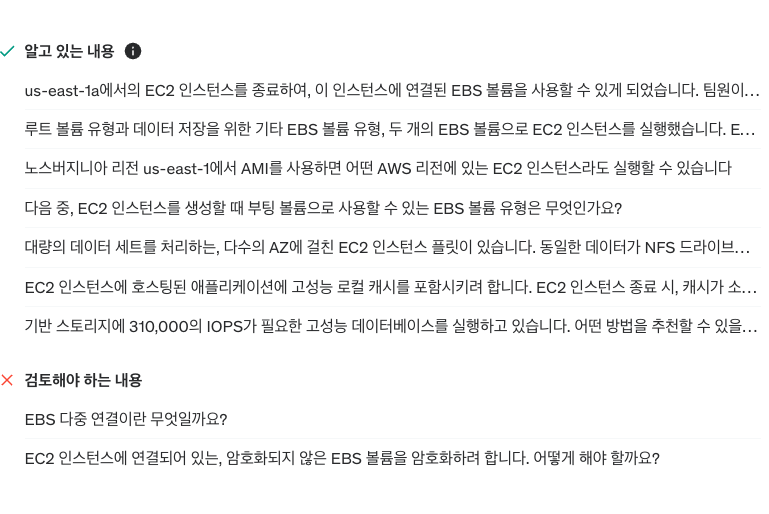 알고 있는 내용
us-east-1a에서의 EC2 인스턴스를 종료하여, 이 인스턴스에 연결된 EBS 볼륨을 사용할 수 있게 되었습니다. 팀원이...
루트 볼륨 유형과 데이터 저장을 위한 기타 EBS 볼륨 유형, 두 개의 EBS 볼륨으로 EC2 인스턴스를 실행했습니다. E...
노스버지니아 리전 us-east-1에서 AMI를 사용하면 어떤 AWS 리전에 있는 EC2 인스턴스라도 실행할 수 있습니다
다음 중, EC2 인스턴스를 생성할 때 부팅 볼륨으로 사용할 수 있는 EBS 볼륨 유형은 무엇인가요?
대량의 데이터 세트를 처리하는, 다수의 AZ에 걸친 EC2 인스턴스 플릿이 있습니다. 동일한 데이터가 NFS 드라이브...
EC2 인스턴스에 호스팅된 애플리케이션에 고성능 로컬 캐시를 포함시키려 합니다. EC2 인스턴스 종료 시, 캐시가 소...
기반 스토리지에 310,000의 IOPS가 필요한 고성능 데이터베이스를 실행하고 있습니다. 어떤 방법을 추천할 수 있을...
검토해야 하는 내용
EBS 다중 연결이란 무엇일까요?
EC2 인스턴스에 연결되어 있는, 암호화되지 않은 EBS 볼륨을 암호화하려 합니다. 어떻게 해야 할까요?